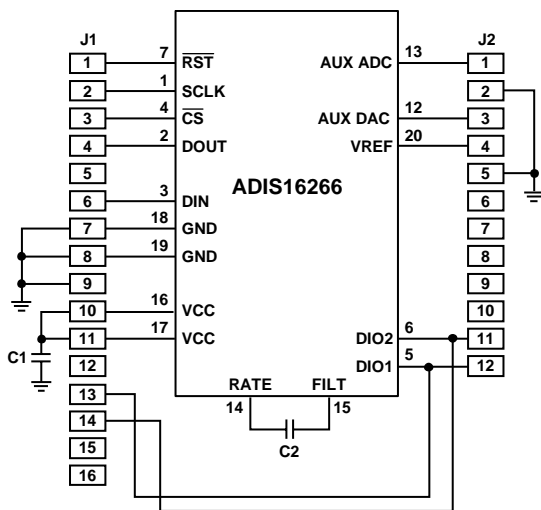 J1
J2
1 7 RST AUX ADC 13 1
2 1 SCLK 2
3 4 CS AUX DAC 12 3
4 2 DOUT VREF 20 4
5 5
ADIS16266
6 3 DIN 6
7 18 GND 7
8 19 GND 8
9 9
10 16 VCC 10
11 17 VCC DIO2 6 11
C1
12 DIO1 5 12
13 RATE FILT
14 14 15
C2
15
16